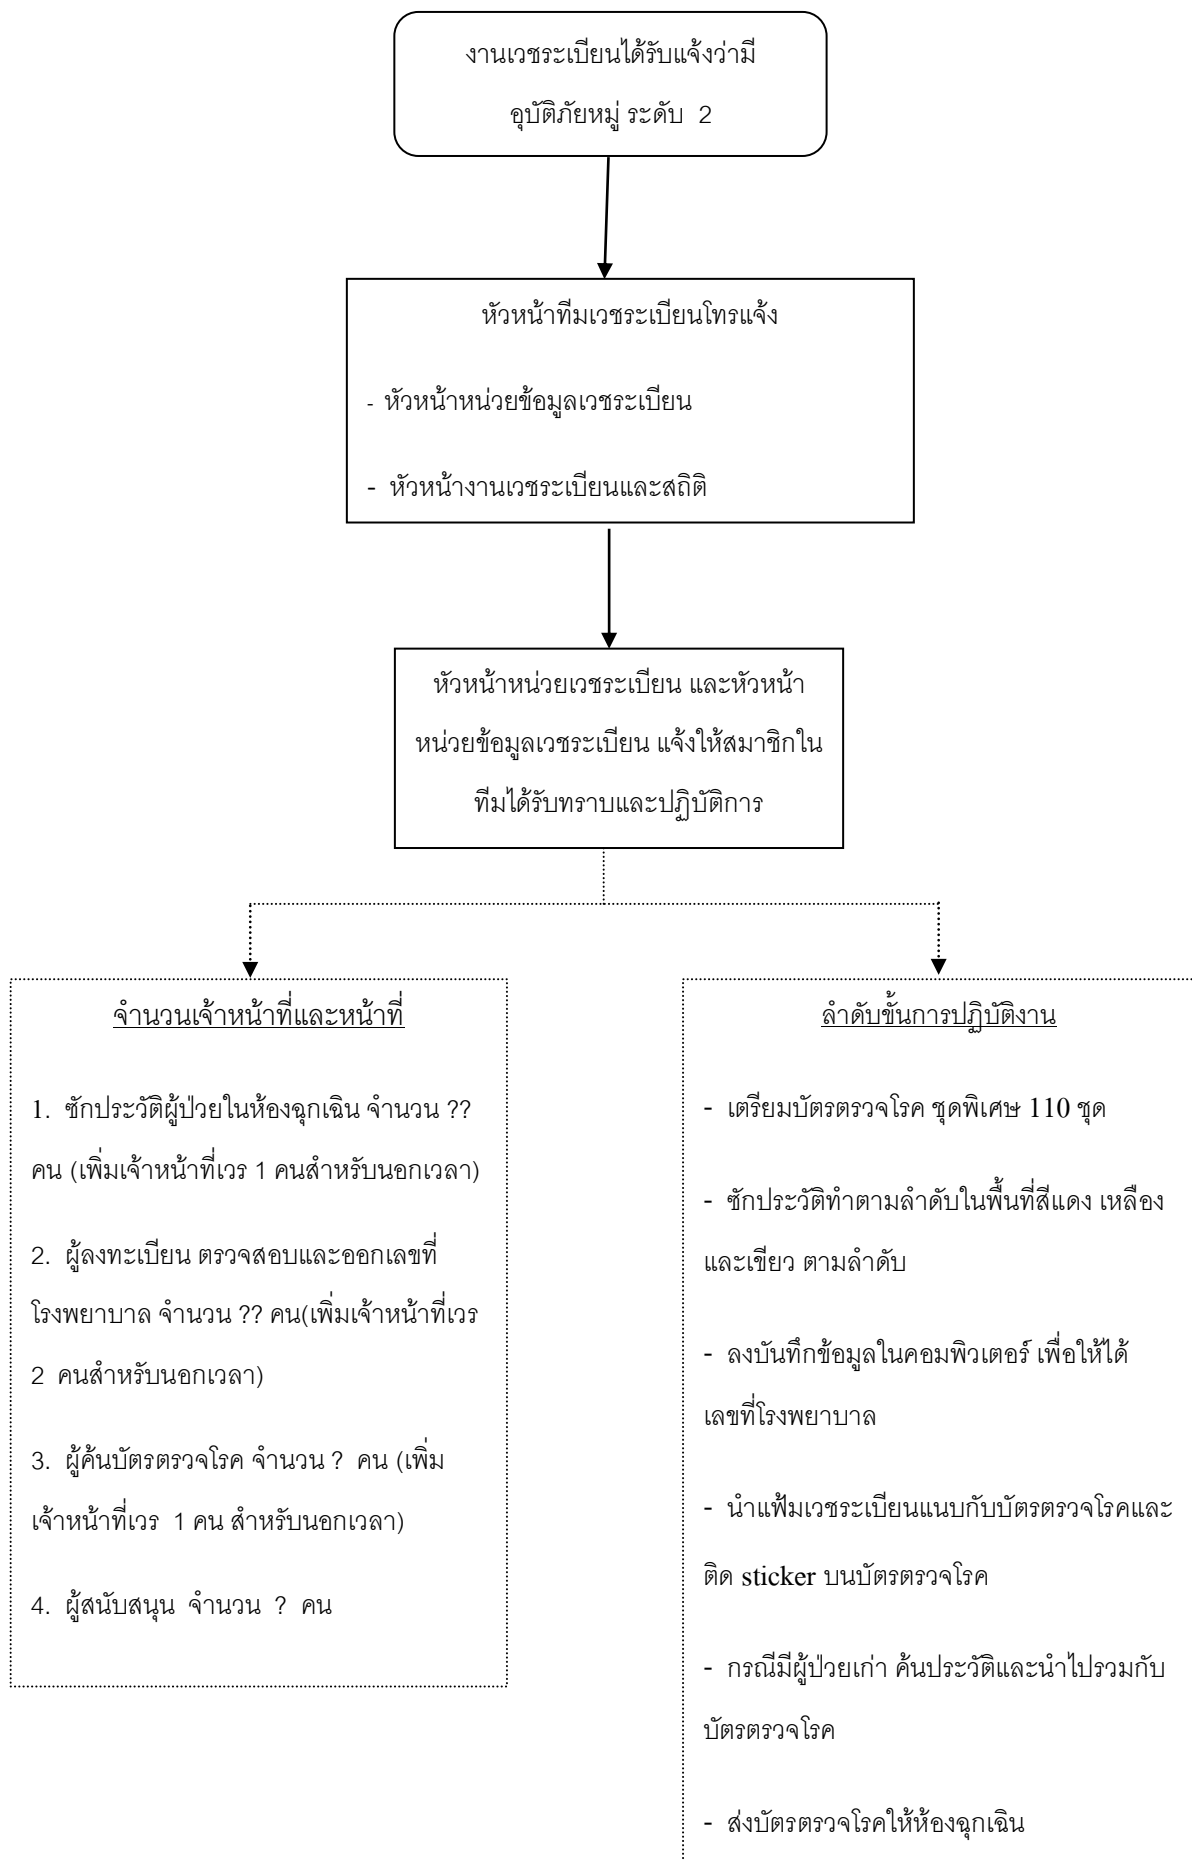 งานเวชระเบียนได้รับแจ้งว่ามี
อุบัติภัยหมู่ ระดับ 2
หัวหน้าทีมเวชระเบียนโทรแจ้ง
- หัวหน้าหน่วยข้อมูลเวชระเบียน
- หัวหน้างานเวชระเบียนและสถิติ
หัวหน้าหน่วยเวชระเบียน และหัวหน้า
หน่วยข้อมูลเวชระเบียน แจ้งให้สมาชิกใน
ทีมได้รับทราบและปฏิบัติการ
จำนวนเจ้าหน้าที่และหน้าที่
1. ซักประวัติผู้ป่วยในห้องฉุกเฉิน จำนวน ??
คน (เพิ่มเจ้าหน้าที่เวร 1 คนสำหรับนอกเวลา)
2. ผู้ลงทะเบียน ตรวจสอบและออกเลขที่
โรงพยาบาล จำนวน ?? คน(เพิ่มเจ้าหน้าที่เวร
2 คนสำหรับนอกเวลา)
3. ผู้ค้นบัตรตรวจโรค จำนวน ? คน (เพิ่ม
เจ้าหน้าที่เวร 1 คน สำหรับนอกเวลา)
4. ผู้สนับสนุน จำนวน ? คน
ลำดับขั้นการปฏิบัติงาน
- เตรียมบัตรตรวจโรค ชุดพิเศษ 110 ชุด
- ซักประวัติทำตามลำดับในพื้นที่สีแดง เหลือง
และเขียว ตามลำดับ
- ลงบันทึกข้อมูลในคอมพิวเตอร์ เพื่อให้ได้
เลขที่โรงพยาบาล
- นำแฟ้มเวชระเบียนแนบกับบัตรตรวจโรคและ
ติด sticker บนบัตรตรวจโรค
- กรณีมีผู้ป่วยเก่า ค้นประวัติและนำไปรวมกับ
บัตรตรวจโรค
- ส่งบัตรตรวจโรคให้ห้องฉุกเฉิน